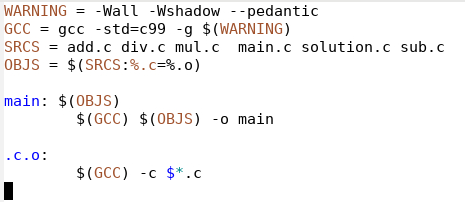 WARNING = -Wall -Wshadow --pedantic
GCC = gcc -std=c99 -g $(WARNING)
SRCS = add.c div.c mul.c  main.c solution.c sub.c
OBJS = $(SRCS:%.c=%.o)

main: $(OBJS)
        $(GCC) $(OBJS) -o main

.c.o:
        $(GCC) -c $*.c